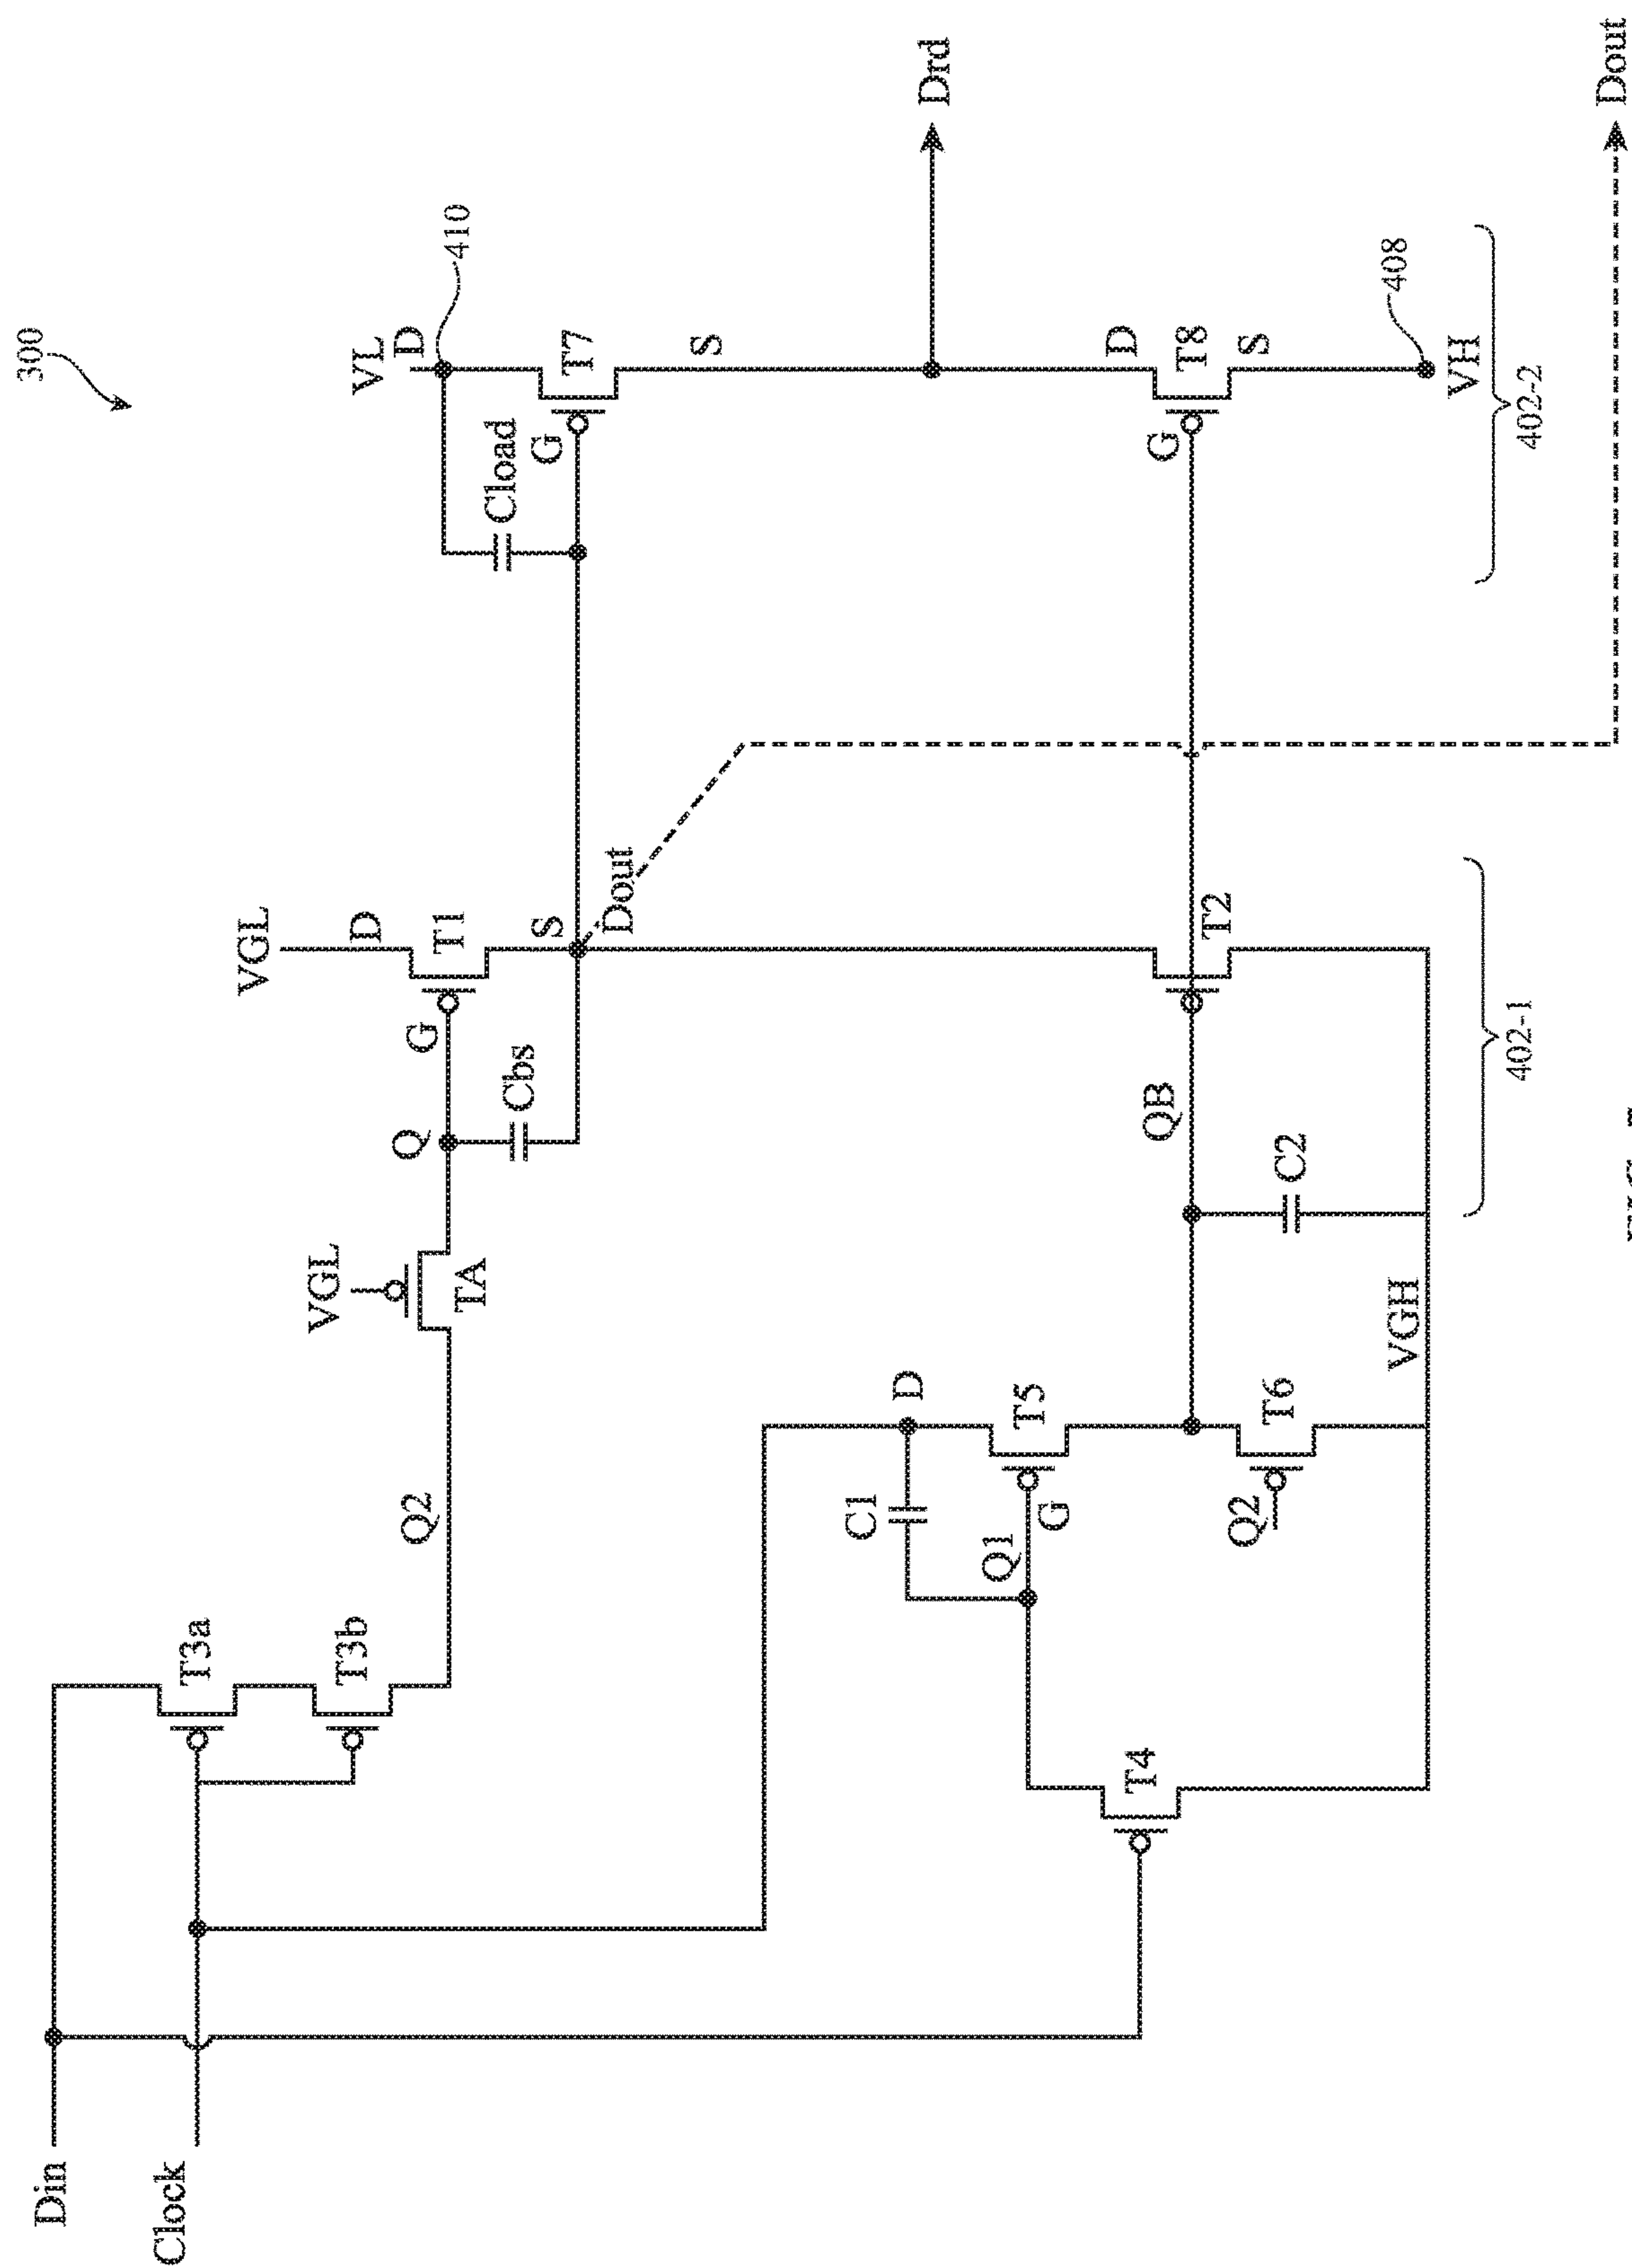 300
Din
Clock
T3a
T3b
Q2
VGL
TA
Q
G
Cbs
VGL
D
T1
S
Dout
VL
D
410
Cload
G
T7
S
Drd
C1
D
Q1
G
T5
T4
Q2
T6
QB
C2
VGH
T2
G
D
T8
S
408
VH
402-1
402-2
Dout